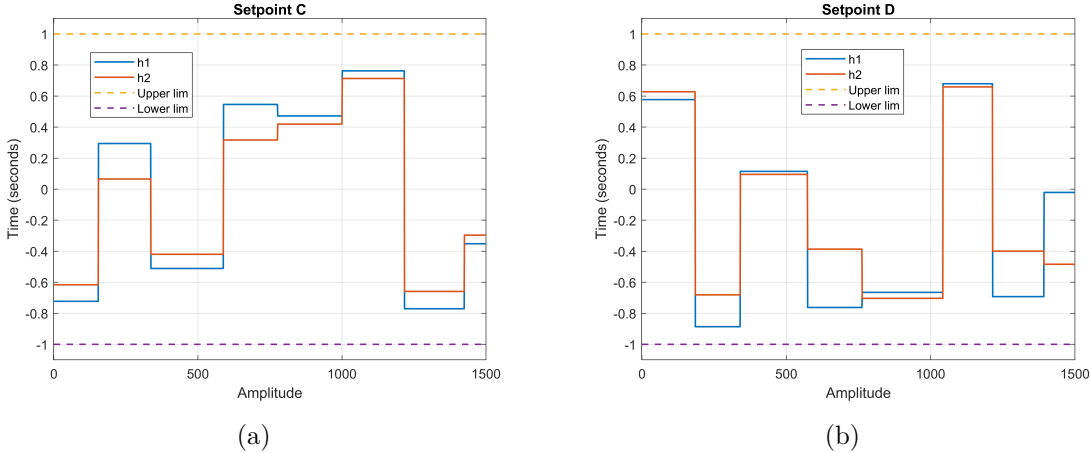 Setpoint C
1
0.8
0.6
0.4
0.2
0
-0.2
-0.4
-0.6
-0.8
-1
Time (seconds)
h1
h2
Upper lim
Lower lim
0
500
1000
1500
Amplitude
(a)
Setpoint D
1
0.8
0.6
0.4
0.2
0
-0.2
-0.4
-0.6
-0.8
-1
Time (seconds)
h1
h2
Upper lim
Lower lim
0
500
1000
1500
Amplitude
(b)